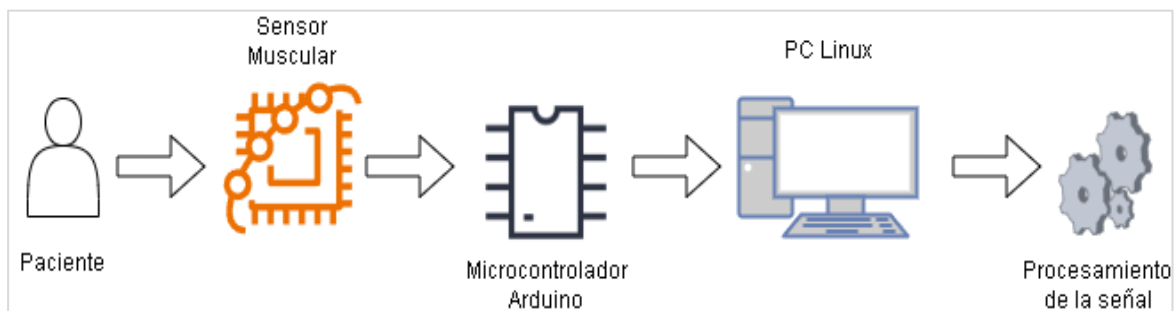 Sensor
Muscular
PC Linux
Paciente
Microcontrolador
Arduino
Procesamiento
de la señal